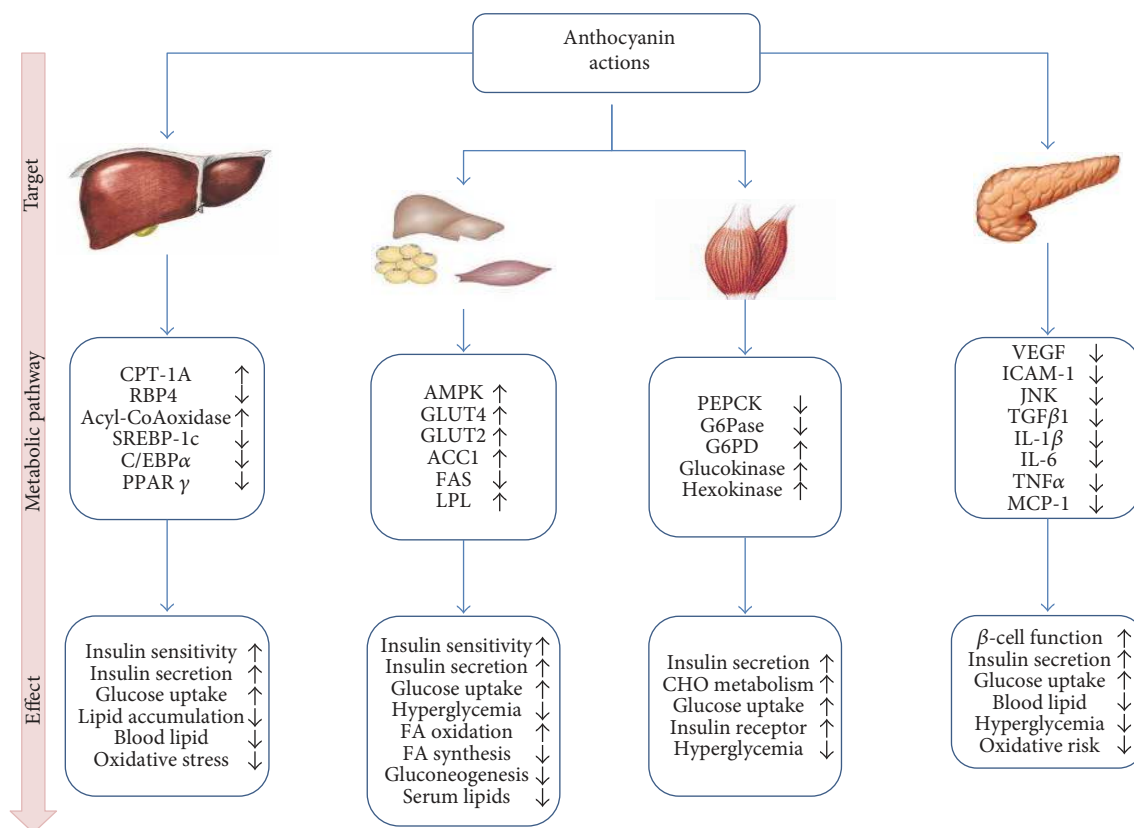 Anthocyanin
actions
Target
Metabolic pathway
Effect
CPT-1A ↑
RBP4 ↓
Acyl-CoAoxidase ↑
SREBP-1c ↓
C/EBPα ↓
PPAR γ ↓
AMPK ↑
GLUT4 ↑
GLUT2 ↑
ACC1 ↑
FAS ↓
LPL ↑
PEPCK ↓
G6Pase ↓
G6PD ↑
Glucokinase ↑
Hexokinase ↑
VEGF ↓
ICAM-1 ↓
JNK ↓
TGFβ1 ↓
IL-1β ↓
IL-6 ↓
TNFα ↓
MCP-1 ↓
Insulin sensitivity ↑
Insulin secretion ↑
Glucose uptake ↑
Lipid accumulation ↓
Blood lipid ↓
Oxidative stress ↓
Insulin sensitivity ↑
Insulin secretion ↑
Glucose uptake ↑
Hyperglycemia ↓
FA oxidation ↑
FA synthesis ↓
Gluconeogenesis ↓
Serum lipids ↓
Insulin secretion ↑
CHO metabolism ↑
Glucose uptake ↑
Insulin receptor ↑
Hyperglycemia ↓
β-cell function ↑
Insulin secretion ↑
Glucose uptake ↑
Blood lipid ↓
Hyperglycemia ↓
Oxidative risk ↓